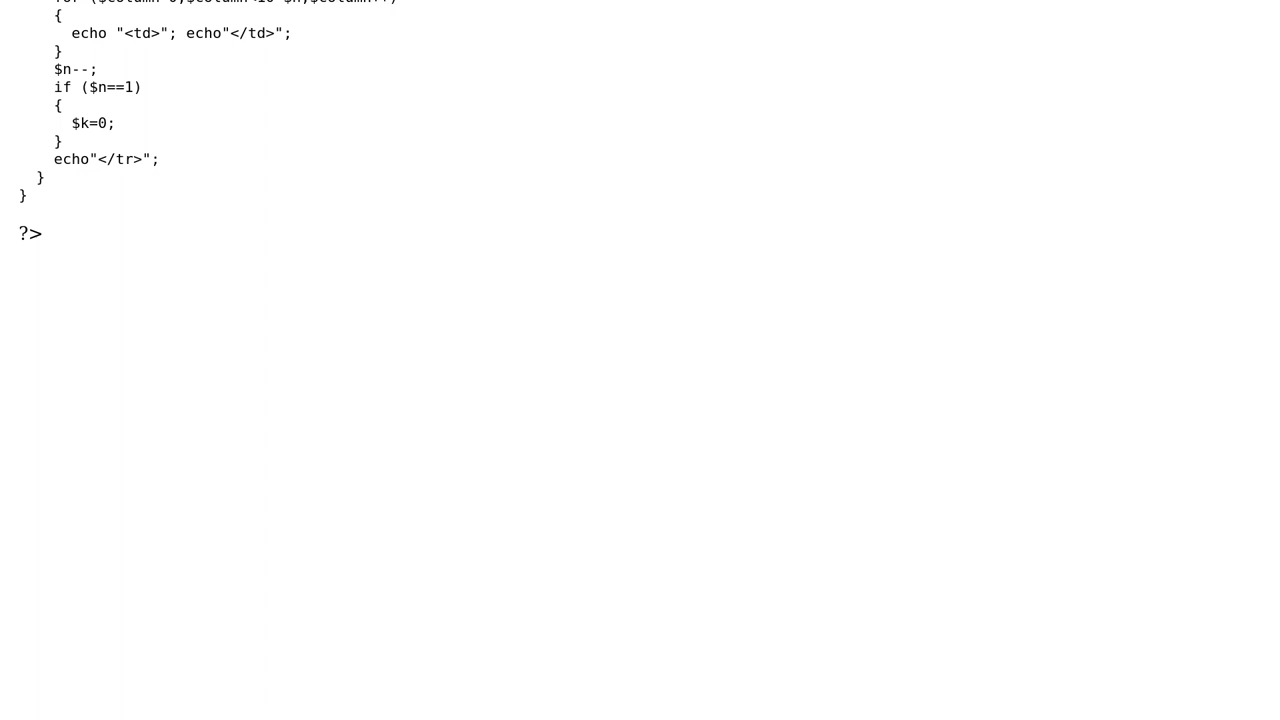 {
echo "<td>"; echo"</td>";
}
$n--;
if ($n==1)
{
$k=0;
}
echo"</tr>";
}
}
?>